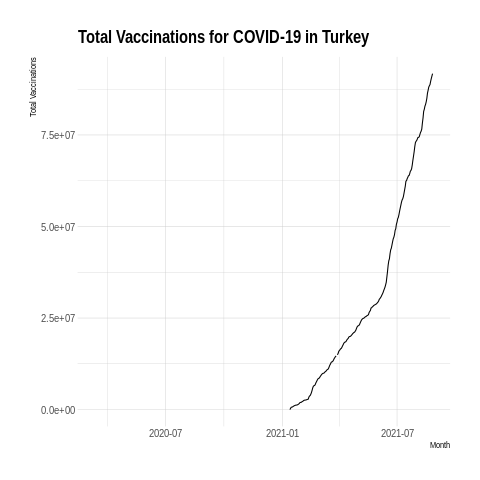 Total Vaccinations for COVID-19 in Turkey
Total Vaccinations
7.5e+07
5.0e+07
2.5e+07
0.0e+00
2020-07 2021-01 2021-07
Month